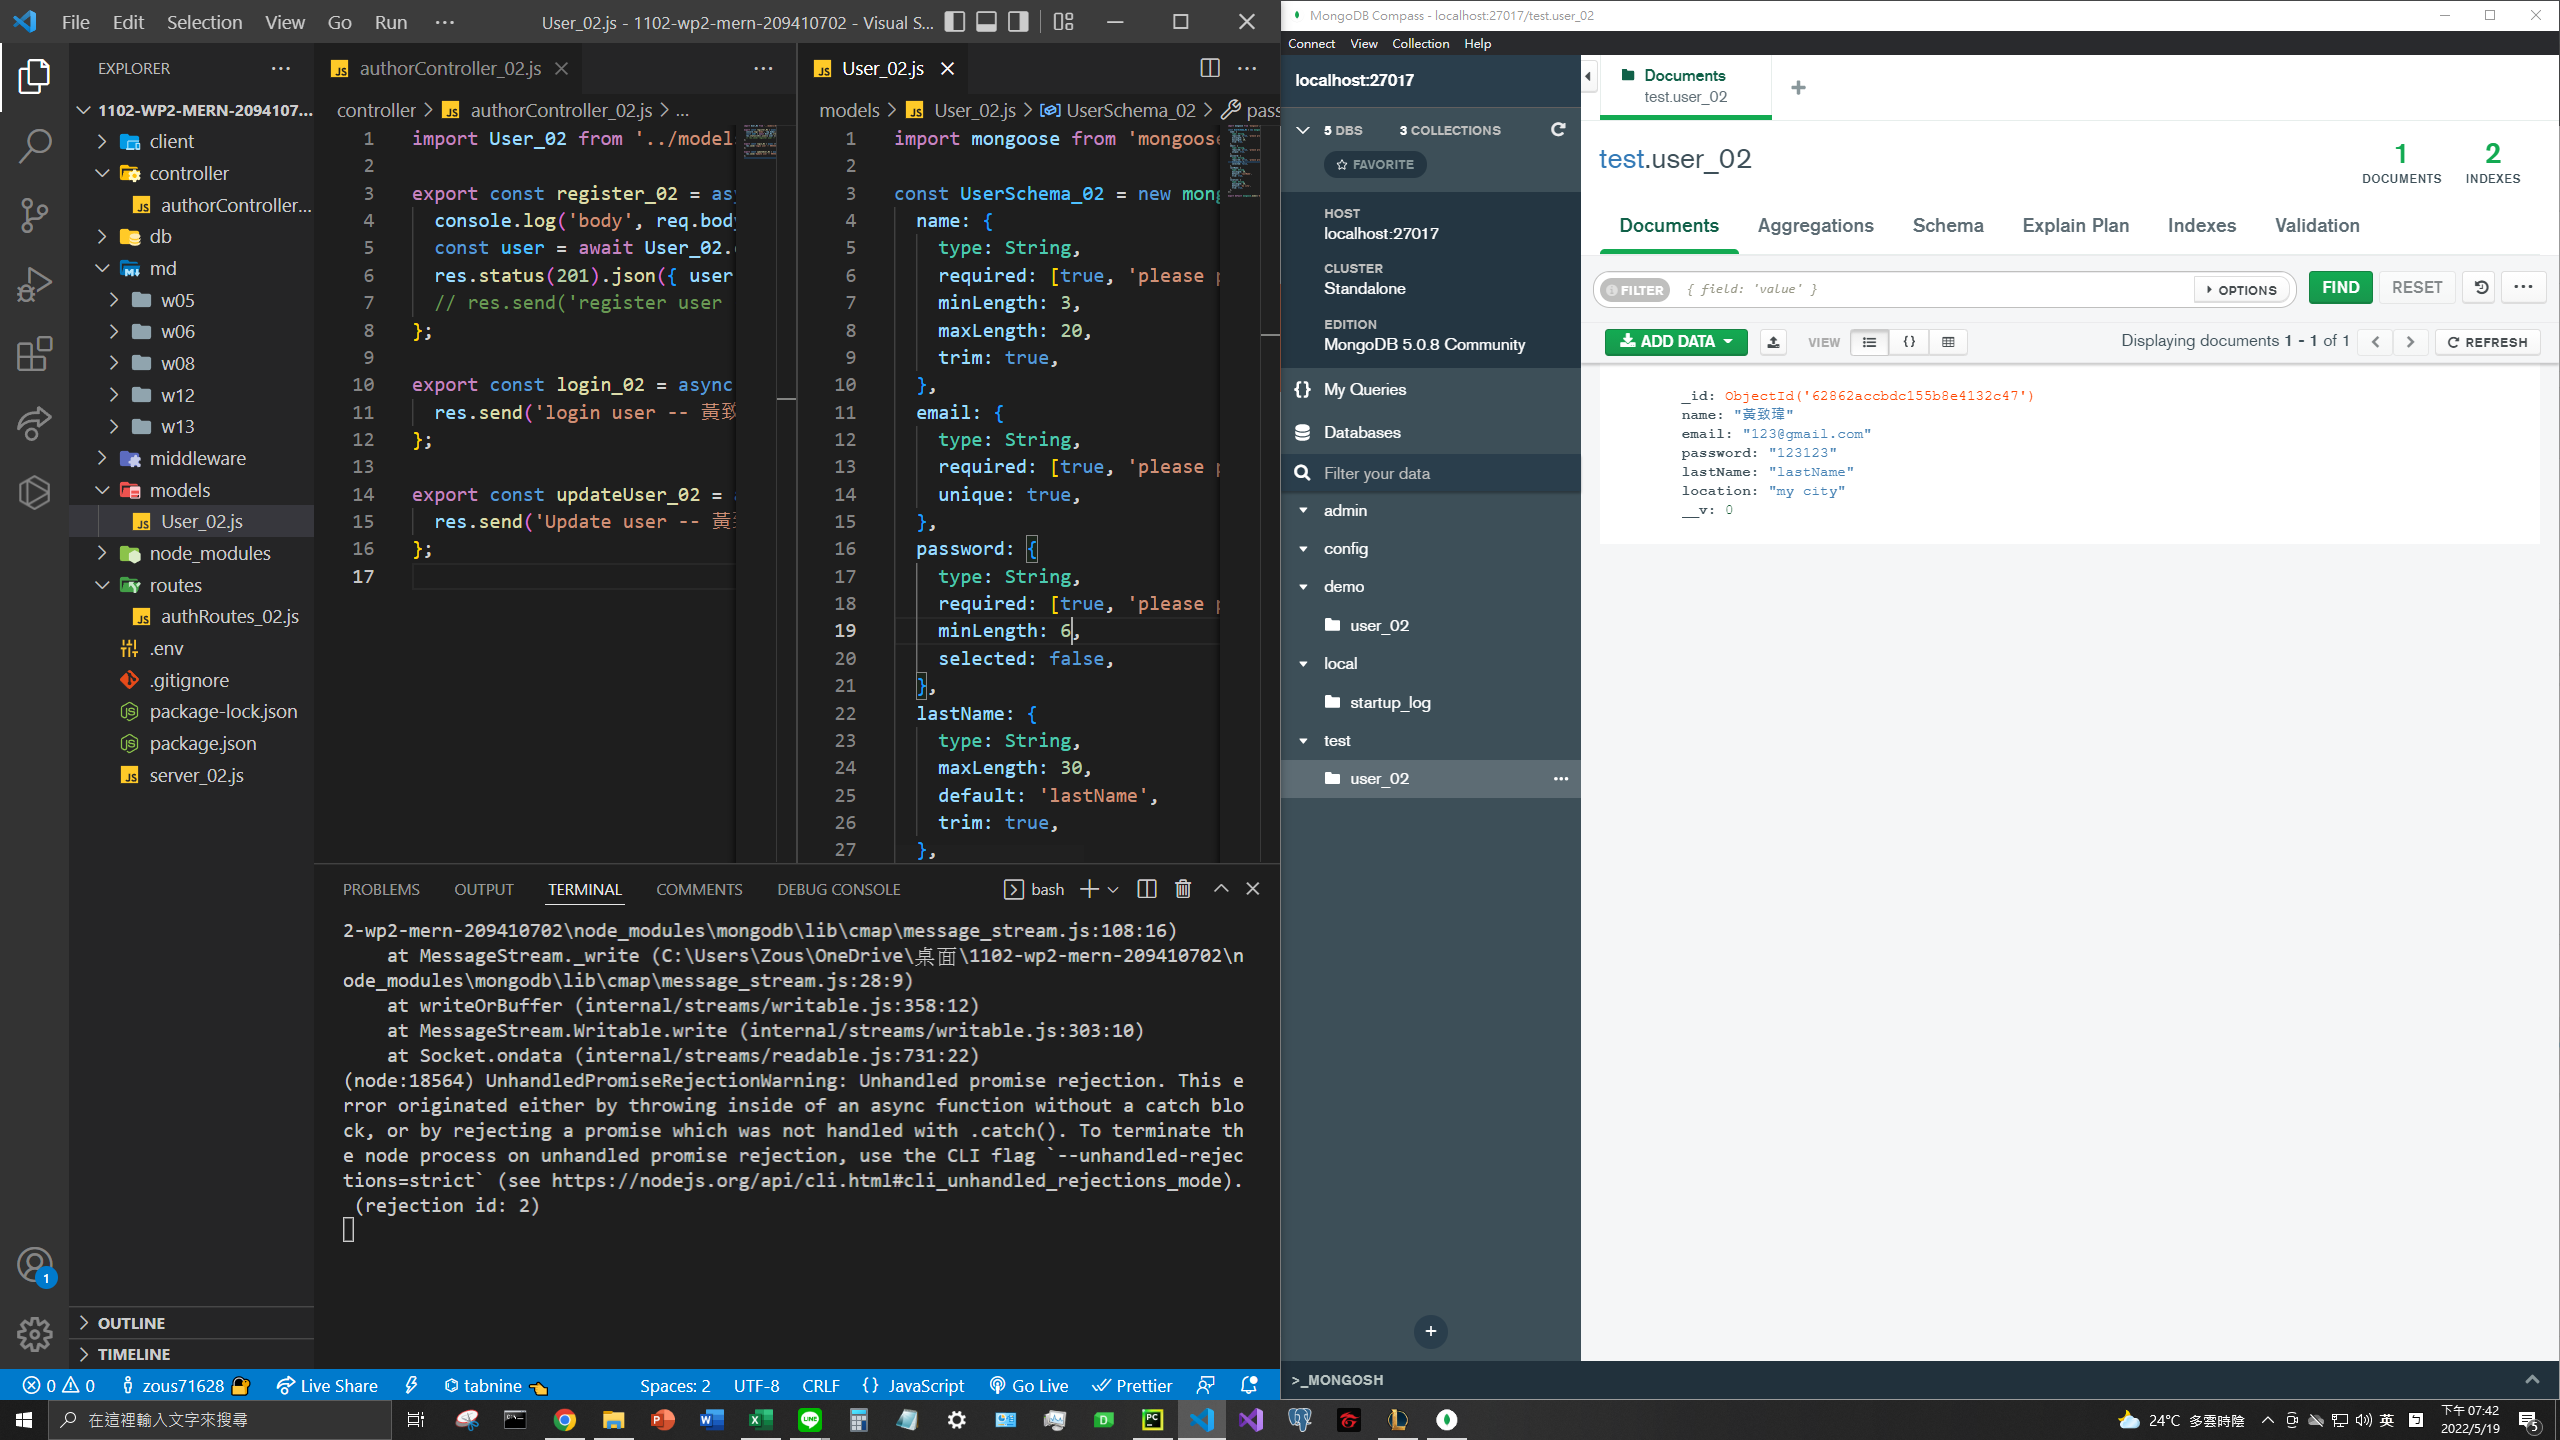 File Edit Selection View Go Run ··· User_02.js - 1102-wp2-mern-209410702 - Visual S...
EXPLORER ···
1102-WP2-MERN-2094107...
client
controller
authorController...
db
md
w05
w06
w08
w12
w13
middleware
models
User_02.js
node_modules
routes
authRoutes_02.js
.env
.gitignore
package-lock.json
package.json
server_02.js
OUTLINE
TIMELINE
authorController_02.js
controller > authorController_02.js > ...
1 import User_02 from '../model
2
3 export const register_02 = as
4 console.log('body', req.body
5 const user = await User_02.
6 res.status(201).json({ user
7 // res.send('register user
8 };
9
10 export const login_02 = async
11 res.send('login user -- 黃致
12 };
13
14 export const updateUser_02 =
15 res.send('Update user -- 黃
16 };
17
User_02.js
models > User_02.js > UserSchema_02 > pass
1 import mongoose from 'mongoose
2
3 const UserSchema_02 = new mong
4 name: {
5 type: String,
6 required: [true, 'please p
7 minLength: 3,
8 maxLength: 20,
9 trim: true,
10 },
11 email: {
12 type: String,
13 required: [true, 'please p
14 unique: true,
15 },
16 password: {
17 type: String,
18 required: [true, 'please p
19 minLength: 6,
20 selected: false,
21 },
22 lastName: {
23 type: String,
24 maxLength: 30,
25 default: 'lastName',
26 trim: true,
27 },
PROBLEMS OUTPUT TERMINAL COMMENTS DEBUG CONSOLE bash
2-wp2-mern-209410702\node_modules\mongodb\lib\cmap\message_stream.js:108:16)
at MessageStream._write (C:\Users\Zous\OneDrive\桌面\1102-wp2-mern-209410702\n
ode_modules\mongodb\lib\cmap\message_stream.js:28:9)
at writeOrBuffer (internal/streams/writable.js:358:12)
at MessageStream.Writable.write (internal/streams/writable.js:303:10)
at Socket.ondata (internal/streams/readable.js:731:22)
(node:18564) UnhandledPromiseRejectionWarning: Unhandled promise rejection. This e
rror originated either by throwing inside of an async function without a catch blo
ck, or by rejecting a promise which was not handled with .catch(). To terminate th
e node process on unhandled promise rejection, use the CLI flag `--unhandled-rejec
tions=strict` (see https://nodejs.org/api/cli.html#cli_unhandled_rejections_mode).
(rejection id: 2)
1
0 0 zous71628 Live Share tabnine Spaces: 2 UTF-8 CRLF {} JavaScript Go Live Prettier
MongoDB Compass - localhost:27017/test.user_02
Connect View Collection Help
localhost:27017
5 DBS 3 COLLECTIONS
FAVORITE
HOST
localhost:27017
CLUSTER
Standalone
EDITION
MongoDB 5.0.8 Community
{} My Queries
Databases
Filter your data
admin
config
demo
user_02
local
startup_log
test
user_02 ···
Documents
test.user_02
test.user_02
1 DOCUMENTS
2 INDEXES
Documents Aggregations Schema Explain Plan Indexes Validation
FILTER { field: 'value' } OPTIONS FIND RESET ···
ADD DATA VIEW {} Displaying documents 1 - 1 of 1 REFRESH
_id: ObjectId('62862accbdc155b8e4132c47')
name: "黃致瑋"
email: "123@gmail.com"
password: "123123"
lastName: "lastName"
location: "my city"
__v: 0
>_MONGOSH
在這裡輸入文字來搜尋
24°C 多雲時陰 英 下午 07:42
2022/5/19
5